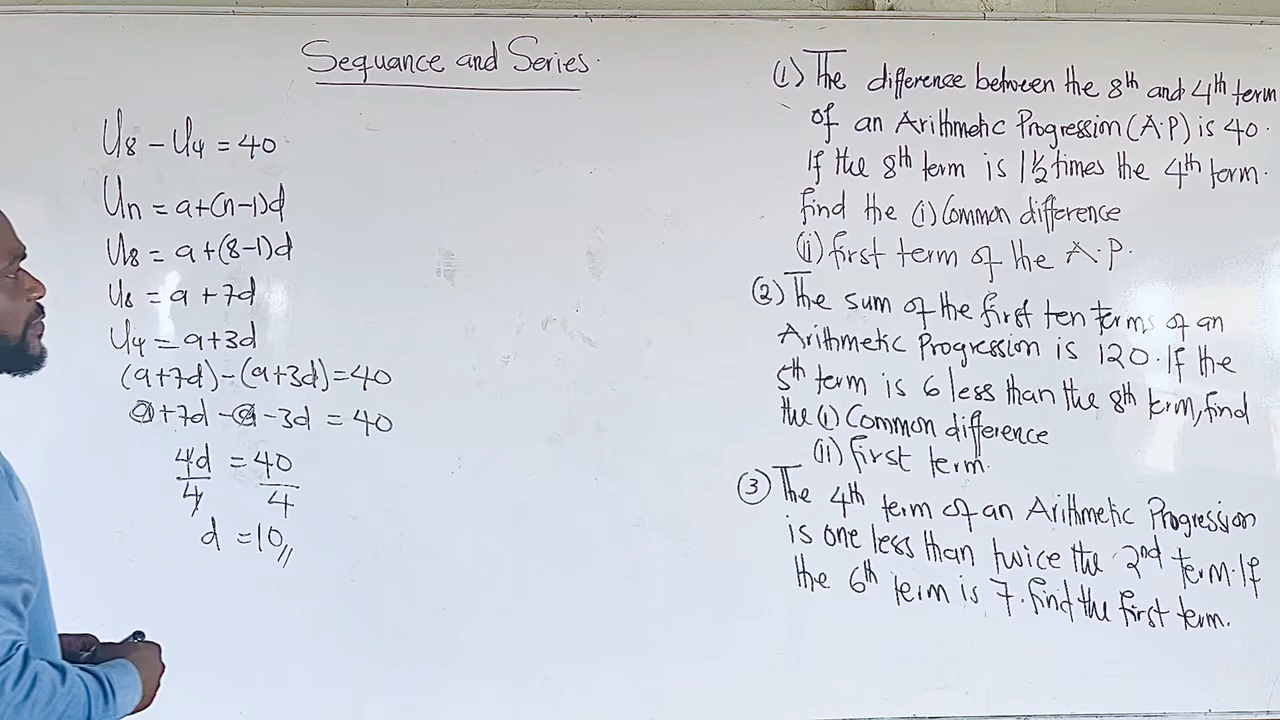 Sequance and Series.
U8 - U4 = 40
Un = a+(n-1)d
U8 = a+(8-1)d
U8 = a + 7d
U4 = a+3d
(a+7d)-(a+3d)=40
a+7d-a-3d = 40
4d/4 = 40/4
d = 10//
(1) The difference between the 8th and 4th term
of an Arithmetic Progression (A.P) is 40.
If the 8th term is 1½ times the 4th term.
find the (i) Common difference
(ii) first term of the A.P.
(2) The sum of the first ten terms of an
Arithmetic Progression is 120. If the
5th term is 6 less than the 8th term, find
the (i) Common difference
(ii) first term.
(3) The 4th term of an Arithmetic Progression
is one less than twice the 2nd term. If
the 6th term is 7. find the first term.